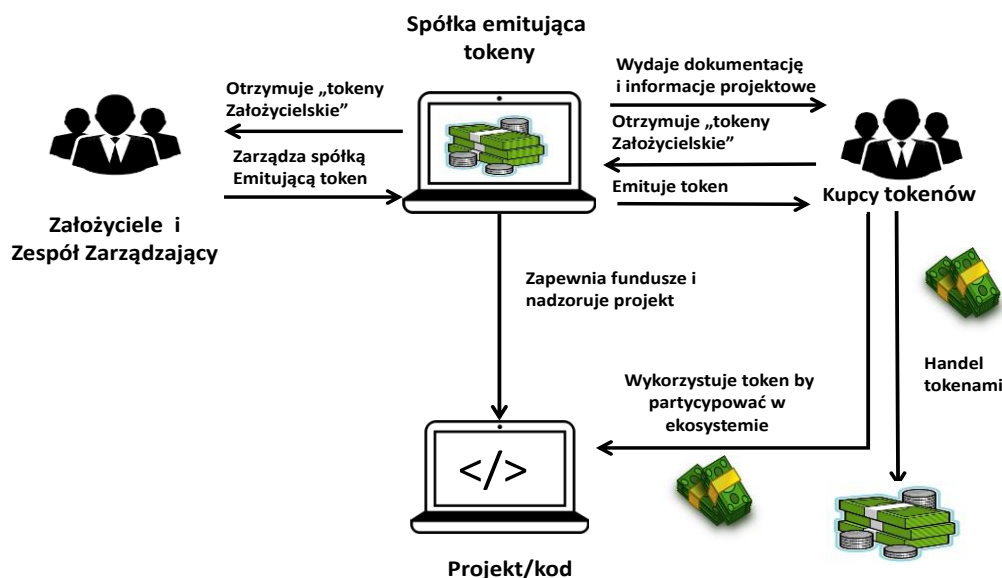 Spółka emitująca
tokeny
Otrzymuje „tokeny
Założycielskie”
Zarządza spółką
Emitującą token
Założyciele i
Zespół Zarządzający
Wydaje dokumentację
i informacje projektowe
Otrzymuje „tokeny
Założycielskie”
Emituje token
Kupcy tokenów
Zapewnia fundusze i
nadzoruje projekt
Handel
tokenami
Wykorzystuje token by
partycypować w
ekosystemie
</>
Projekt/kod